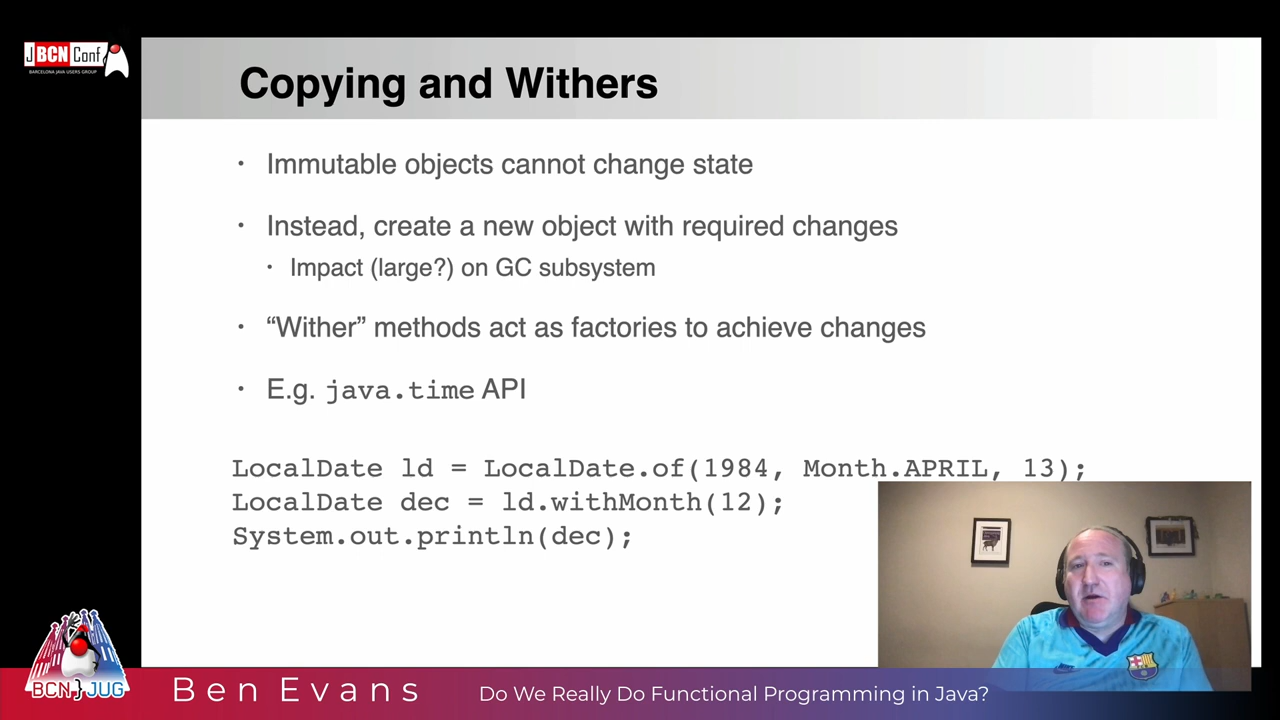 JBCNConf
BARCELONA JAVA USERS GROUP
Copying and Withers
• Immutable objects cannot change state
• Instead, create a new object with required changes
• Impact (large?) on GC subsystem
• “Wither” methods act as factories to achieve changes
• E.g. java.time API
LocalDate ld = LocalDate.of(1984, Month.APRIL, 13);
LocalDate dec = ld.withMonth(12);
System.out.println(dec);
BCN JUG
Ben Evans
Do We Really Do Functional Programming in Java?